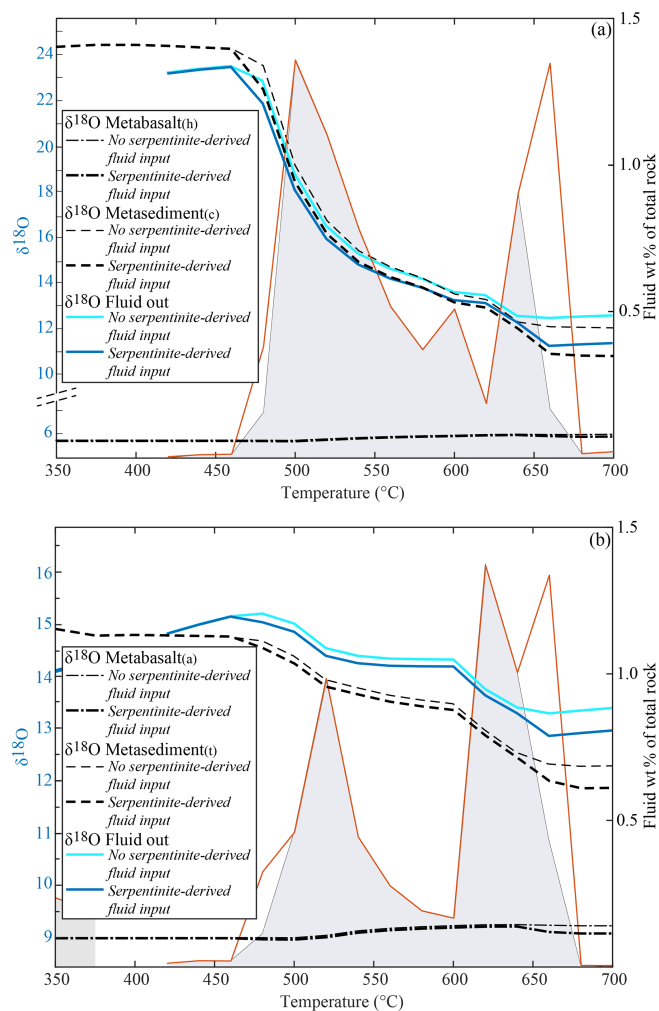 (a)
1.5
24
22
20
18
16
14
12
10
6
δ18O
δ18O Metabasalt(h)
No serpentinite-derived
fluid input
Serpentinite-derived
fluid input
δ18O Metasediment(c)
No serpentinite-derived
fluid input
Serpentinite-derived
fluid input
δ18O Fluid out
No serpentinite-derived
fluid input
Serpentinite-derived
fluid input
1.0
0.5
Fluid wt % of total rock
350 400 450 500 550 600 650 700
Temperature (°C)
(b)
1.5
16
15
14
13
12
11
10
9
δ18O
δ18O Metabasalt(a)
No serpentinite-derived
fluid input
Serpentinite-derived
fluid input
δ18O Metasediment(t)
No serpentinite-derived
fluid input
Serpentinite-derived
fluid input
δ18O Fluid out
No serpentinite-derived
fluid input
Serpentinite-derived
fluid input
1.0
0.5
Fluid wt % of total rock
350 400 450 500 550 600 650 700
Temperature (°C)